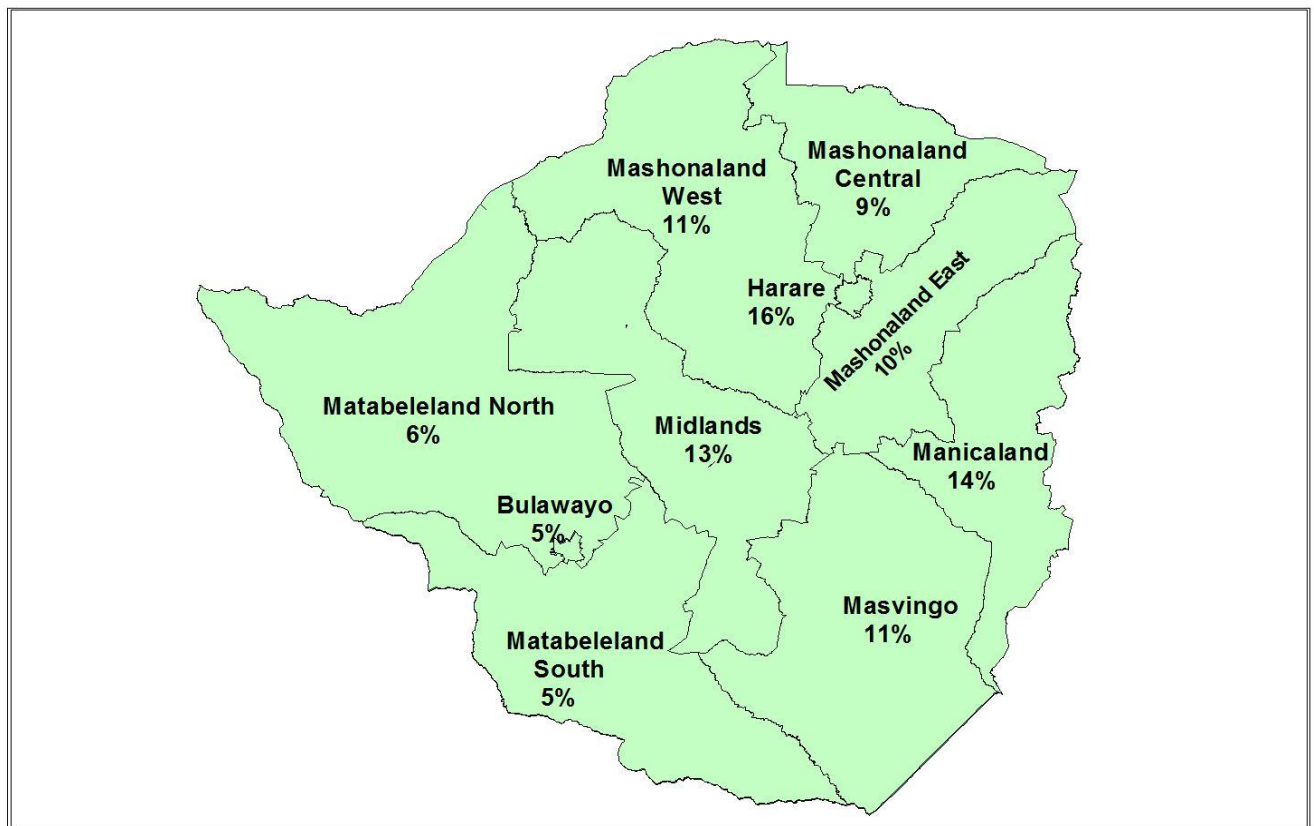 Mashonaland
Central
9%
Mashonaland
West
11%
Harare
16%
Mashonaland East
10%
Matabeleland North
6%
Midlands
13%
Manicaland
14%
Bulawayo
5%
Masvingo
11%
Matabeleland
South
5%